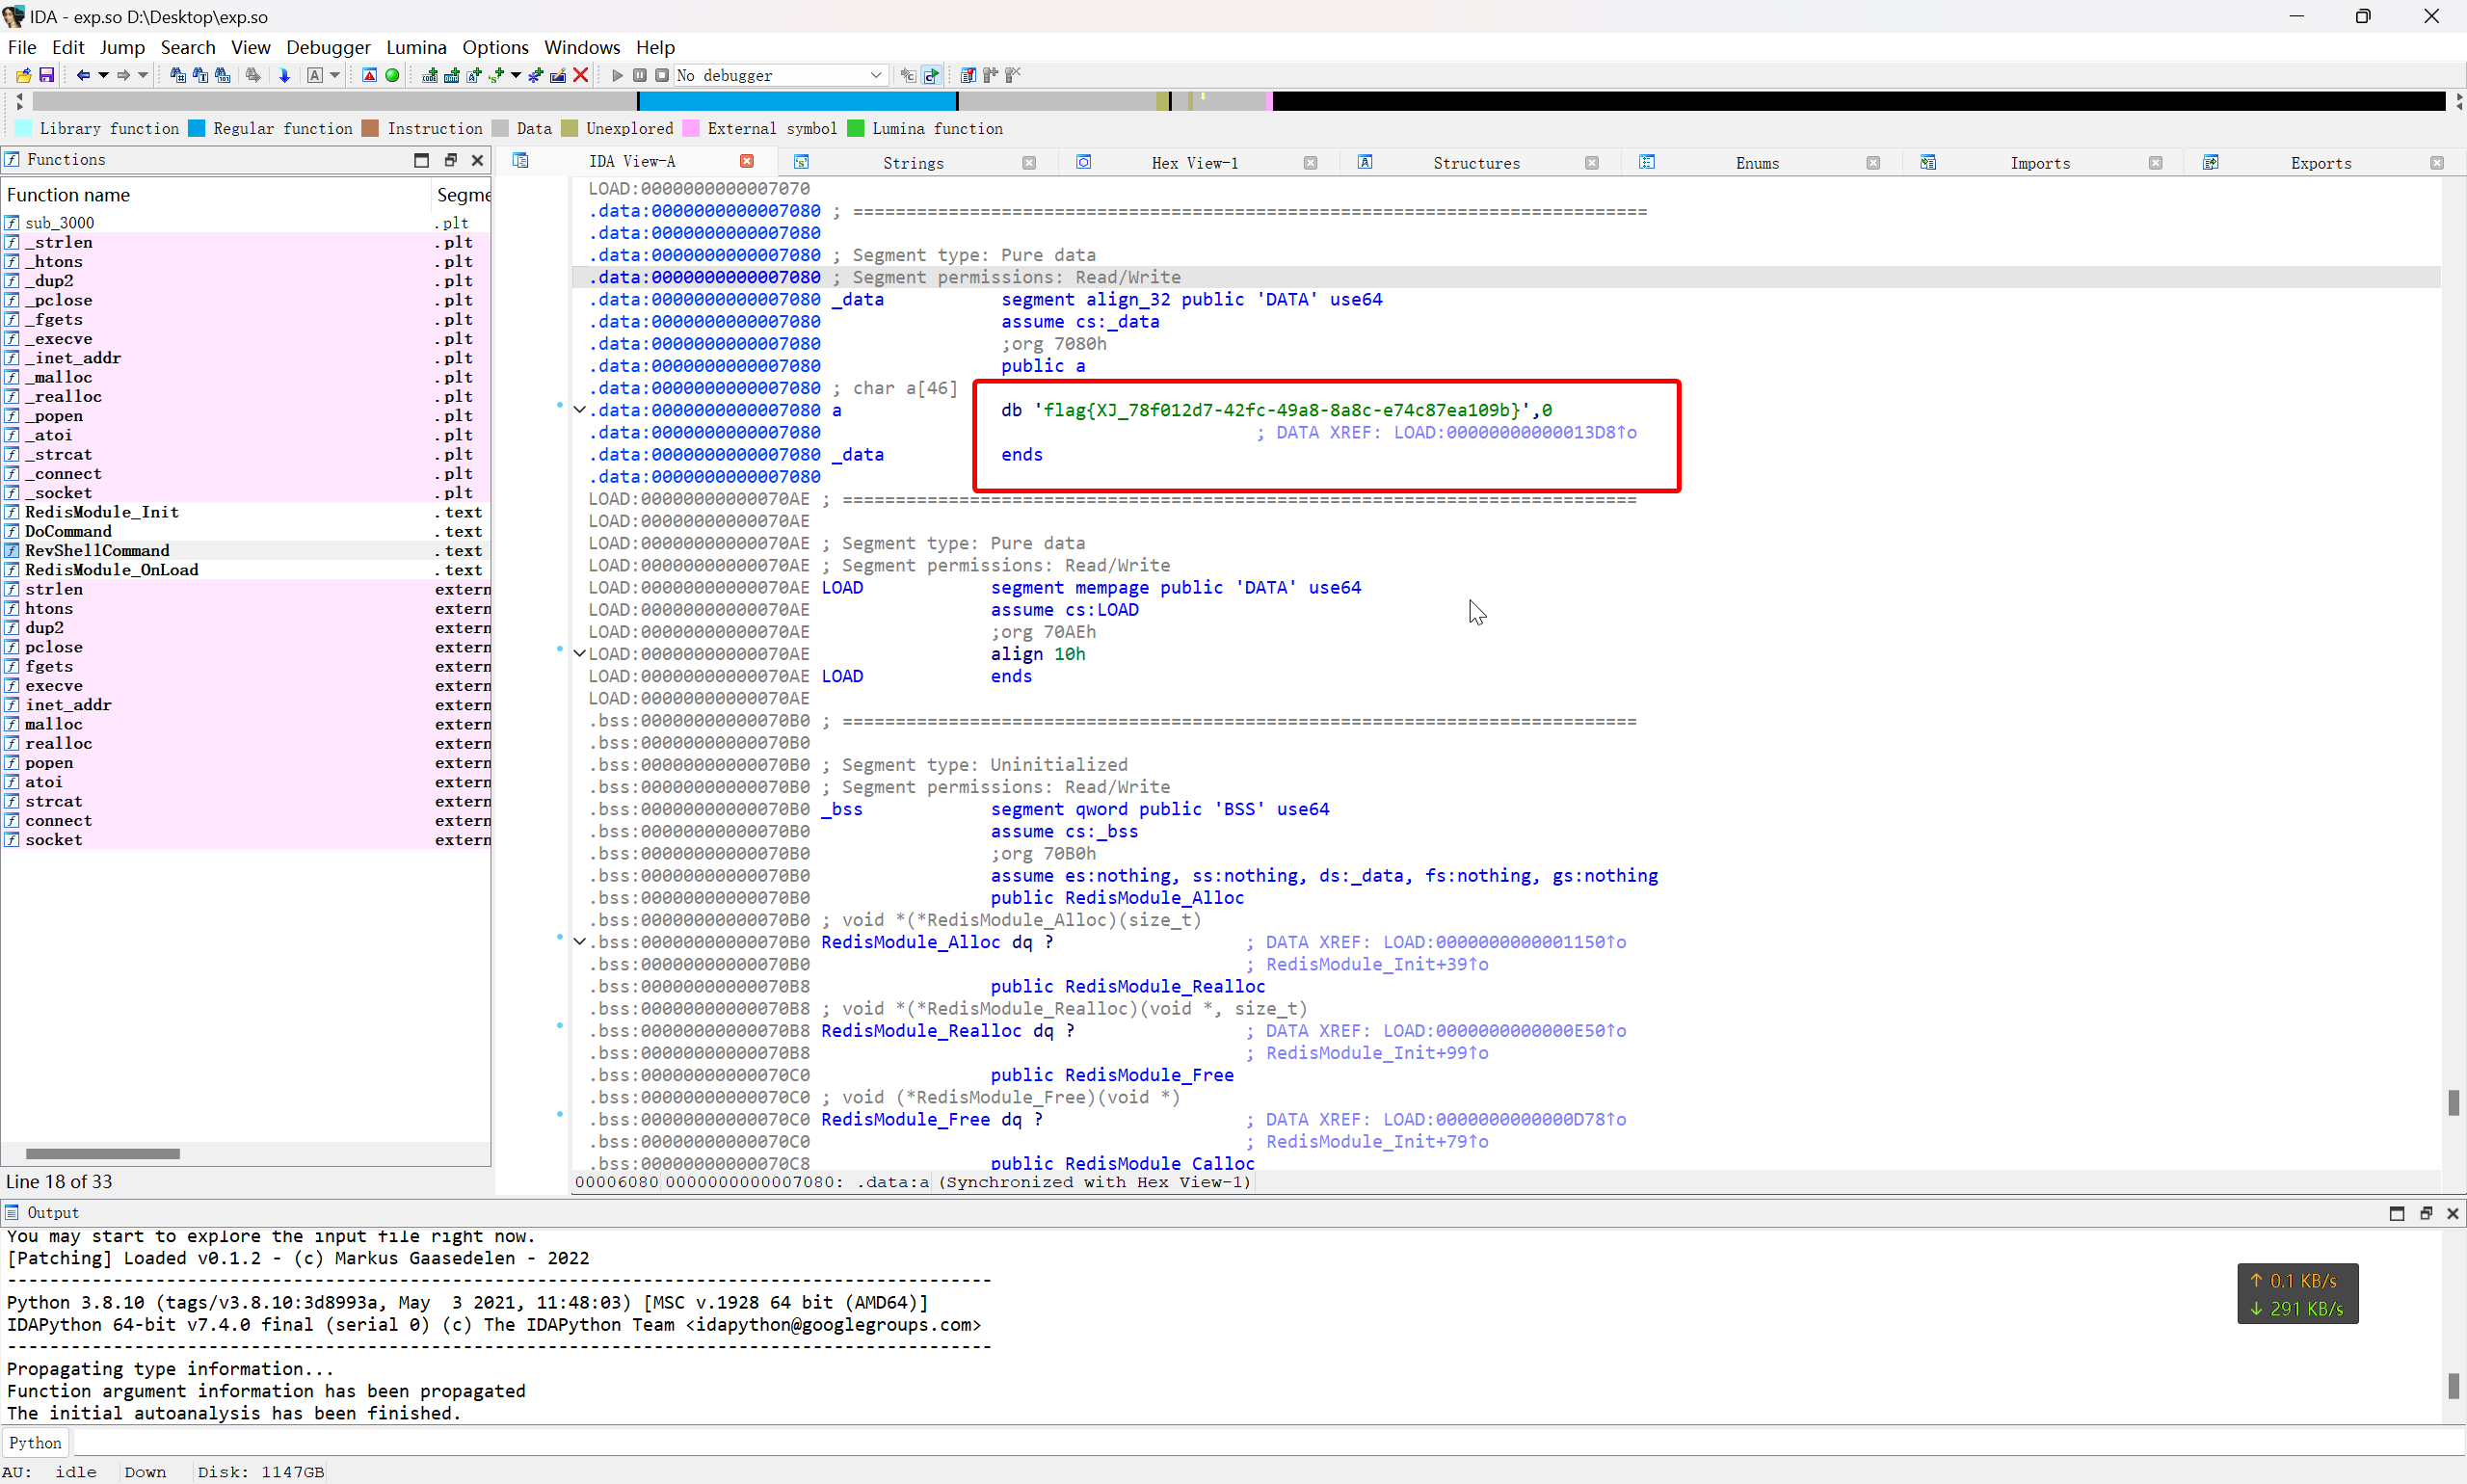 IDA - exp.so D:\Desktop\exp.so
File Edit Jump Search View Debugger Lumina Options Windows Help
No debugger
Library function Regular function Instruction Data Unexplored External symbol Lumina function
Functions
IDA View-A Strings Hex View-1 Structures Enums Imports Exports
Function name Segme
sub_3000 .plt
_strlen .plt
_htons .plt
_dup2 .plt
_pclose .plt
_fgets .plt
_execve .plt
_inet_addr .plt
_malloc .plt
_realloc .plt
_popen .plt
_atoi .plt
_strcat .plt
_connect .plt
_socket .plt
RedisModule_Init .text
DoCommand .text
RevShellCommand .text
RedisModule_OnLoad .text
strlen extern
htons extern
dup2 extern
pclose extern
fgets extern
execve extern
inet_addr extern
malloc extern
realloc extern
popen extern
atoi extern
strcat extern
connect extern
socket extern
Line 18 of 33
LOAD:0000000000007070
.data:0000000000007080 ; ===========================================================================
.data:0000000000007080
.data:0000000000007080 ; Segment type: Pure data
.data:0000000000007080 ; Segment permissions: Read/Write
.data:0000000000007080 _data segment align_32 public 'DATA' use64
.data:0000000000007080 assume cs:_data
.data:0000000000007080 ;org 7080h
.data:0000000000007080 public a
.data:0000000000007080 ; char a[46]
.data:0000000000007080 a db 'flag{XJ_78f012d7-42fc-49a8-8a8c-e74c87ea109b}',0
.data:0000000000007080 ; DATA XREF: LOAD:00000000000013D8↑o
.data:0000000000007080 _data ends
.data:0000000000007080
LOAD:00000000000070AE ; ===========================================================================
LOAD:00000000000070AE
LOAD:00000000000070AE ; Segment type: Pure data
LOAD:00000000000070AE ; Segment permissions: Read/Write
LOAD:00000000000070AE LOAD segment mempage public 'DATA' use64
LOAD:00000000000070AE assume cs:LOAD
LOAD:00000000000070AE ;org 70AEh
LOAD:00000000000070AE align 10h
LOAD:00000000000070AE LOAD ends
LOAD:00000000000070AE
.bss:00000000000070B0 ; ===========================================================================
.bss:00000000000070B0
.bss:00000000000070B0 ; Segment type: Uninitialized
.bss:00000000000070B0 ; Segment permissions: Read/Write
.bss:00000000000070B0 _bss segment qword public 'BSS' use64
.bss:00000000000070B0 assume cs:_bss
.bss:00000000000070B0 ;org 70B0h
.bss:00000000000070B0 assume es:nothing, ss:nothing, ds:_data, fs:nothing, gs:nothing
.bss:00000000000070B0 public RedisModule_Alloc
.bss:00000000000070B0 ; void *(*RedisModule_Alloc)(size_t)
.bss:00000000000070B0 RedisModule_Alloc dq ? ; DATA XREF: LOAD:0000000000001150↑o
.bss:00000000000070B0 ; RedisModule_Init+39↑o
.bss:00000000000070B8 public RedisModule_Realloc
.bss:00000000000070B8 ; void *(*RedisModule_Realloc)(void *, size_t)
.bss:00000000000070B8 RedisModule_Realloc dq ? ; DATA XREF: LOAD:0000000000000E50↑o
.bss:00000000000070B8 ; RedisModule_Init+99↑o
.bss:00000000000070C0 public RedisModule_Free
.bss:00000000000070C0 ; void (*RedisModule_Free)(void *)
.bss:00000000000070C0 RedisModule_Free dq ? ; DATA XREF: LOAD:0000000000000D78↑o
.bss:00000000000070C0 ; RedisModule_Init+79↑o
.bss:00000000000070C8 public RedisModule_Calloc
00006080 0000000000007080: .data:a (Synchronized with Hex View-1)
Output
You may start to explore the input file right now.
[Patching] Loaded v0.1.2 - (c) Markus Gaasedelen - 2022
---------------------------------------------------------------------------------------------
Python 3.8.10 (tags/v3.8.10:3d8993a, May  3 2021, 11:48:03) [MSC v.1928 64 bit (AMD64)]
IDAPython 64-bit v7.4.0 final (serial 0) (c) The IDAPython Team <idapython@googlegroups.com>
---------------------------------------------------------------------------------------------
Propagating type information...
Function argument information has been propagated
The initial autoanalysis has been finished.
↑ 0.1 KB/s
↓ 291 KB/s
Python
AU: idle Down Disk: 1147GB